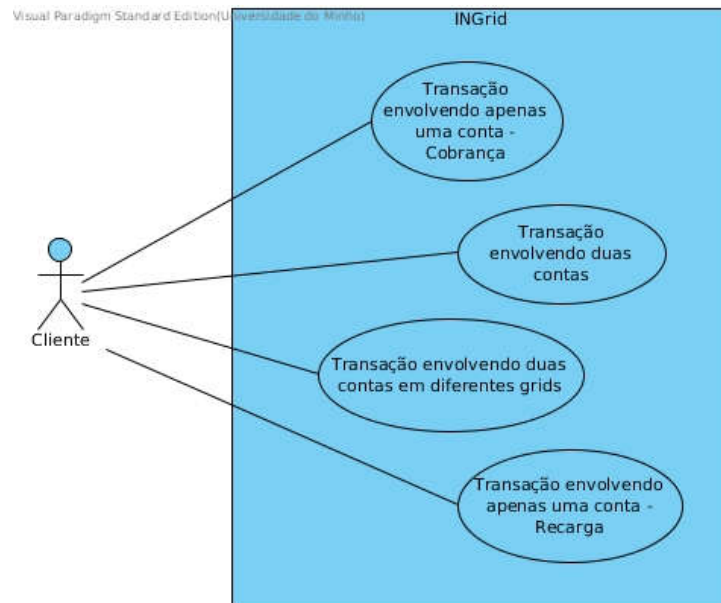 Visual Paradigm Standard Edition(Universidade do Minho)
INGrid
Transação
envolvendo apenas
uma conta -
Cobrança
Transação
envolvendo duas
contas
Cliente
Transação envolvendo duas
contas em diferentes grids
Transação envolvendo
apenas uma conta -
Recarga